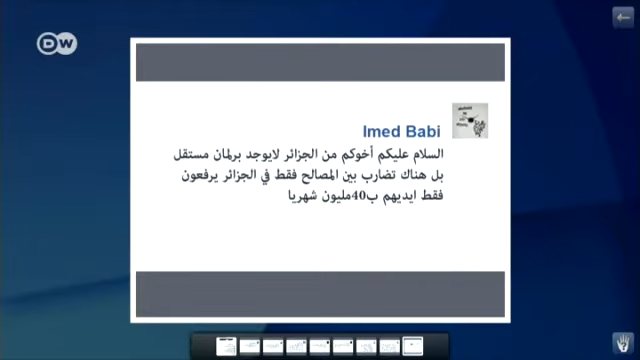 DW
Imed Babi
السلام عليكم أخوكم من الجزائر لايوجد برلمان مستقل
بل هناك تضارب بين المصالح فقط في الجزائر يرفعون
فقط ايديهم ب40مليون شهريا